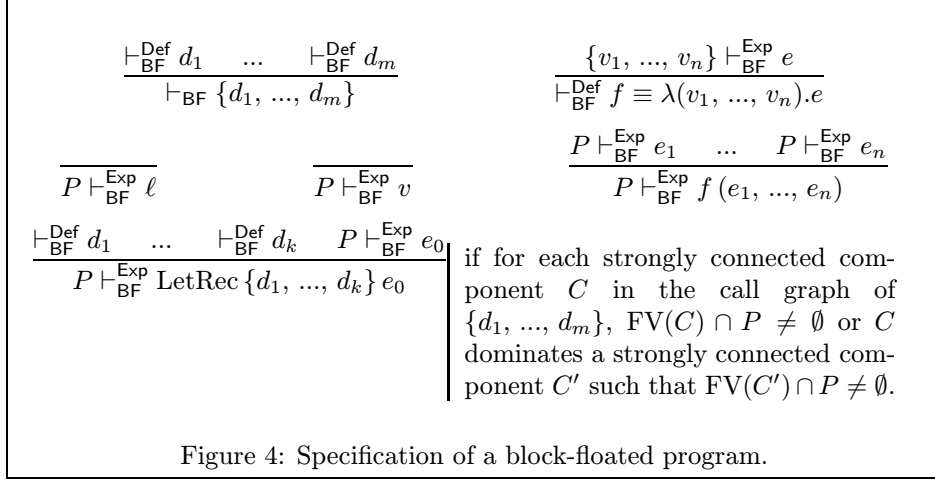 ⊢^Def_BF d_1 ... ⊢^Def_BF d_m
⊢_BF {d_1, ..., d_m}
{v_1, ..., v_n} ⊢^Exp_BF e
⊢^Def_BF f ≡ λ(v_1, ..., v_n).e
P ⊢^Exp_BF ℓ
P ⊢^Exp_BF v
P ⊢^Exp_BF e_1 ... P ⊢^Exp_BF e_n
P ⊢^Exp_BF f (e_1, ..., e_n)
⊢^Def_BF d_1 ... ⊢^Def_BF d_k P ⊢^Exp_BF e_0
P ⊢^Exp_BF LetRec {d_1, ..., d_k} e_0
if for each strongly connected com-
ponent C in the call graph of
{d_1, ..., d_m}, FV(C) ∩ P ≠ ∅ or C
dominates a strongly connected com-
ponent C′ such that FV(C′) ∩ P ≠ ∅.
Figure 4: Specification of a block-floated program.